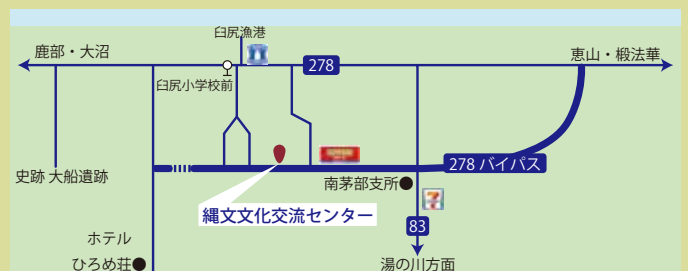 臼尻漁港
鹿部・大沼
278
恵山・椴法華
臼尻小学校前
278 バイパス
史跡 大船遺跡
南茅部支所
縄文文化交流センター
83
ホテル
ひろめ荘
湯の川方面